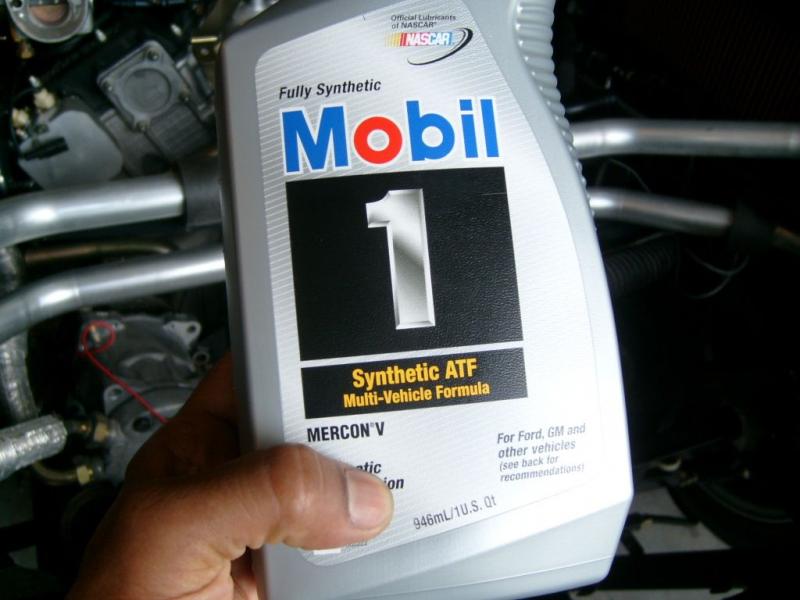 Official Lubricants
of NASCAR®
NASCAR
Fully Synthetic
Mobil
1
Synthetic ATF
Multi-Vehicle Formula
MERCON®V
For Ford, GM and
other vehicles
(see back for
recommendations)
946mL/1U.S. Qt